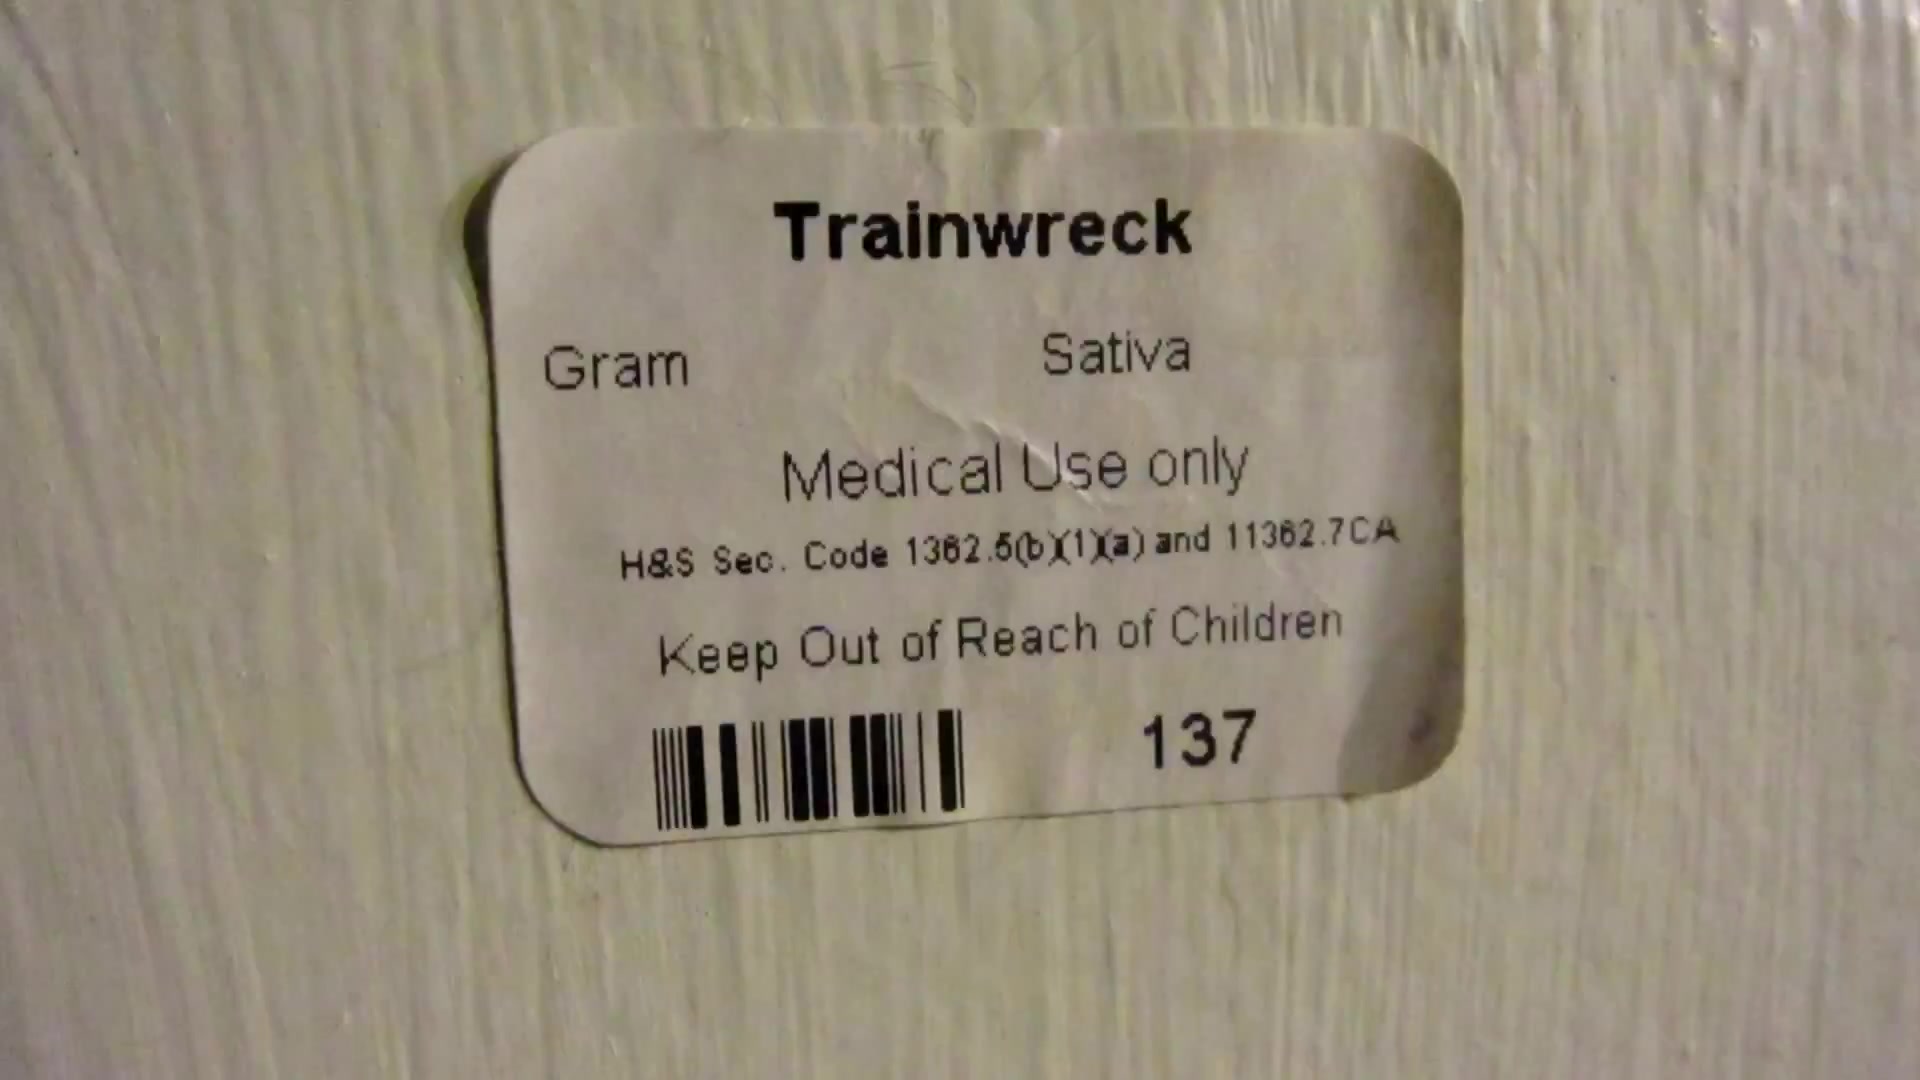 Trainwreck
Gram Sativa
Medical Use only
H&S Sec. Code 1362.5(b)(1)(a) and 11362.7CA
Keep Out of Reach of Children
137